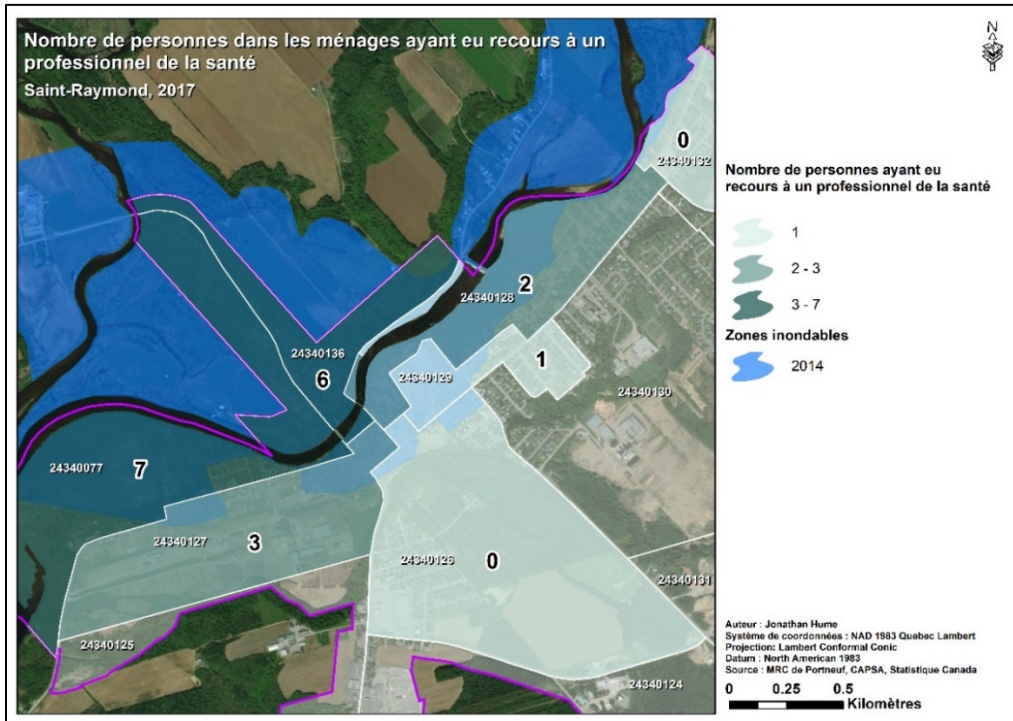 Nombre de personnes dans les ménages ayant eu recours à un
professionnel de la santé
Saint-Raymond, 2017
N
0
24340132
Nombre de personnes ayant eu
recours à un professionnel de la santé
1
2 - 3
3 - 7
Zones inondables
2014
2
24340128
24340136
6
24340129
1
24340130
24340077
7
24340127
3
24340126
0
24340131
24340125
24340124
Auteur : Jonathan Hume
Système de coordonnées : NAD 1983 Quebec Lambert
Projection: Lambert Conformal Conic
Datum : North American 1983
Source : MRC de Portneuf, CAPSA, Statistique Canada
0 0.25 0.5
Kilomètres